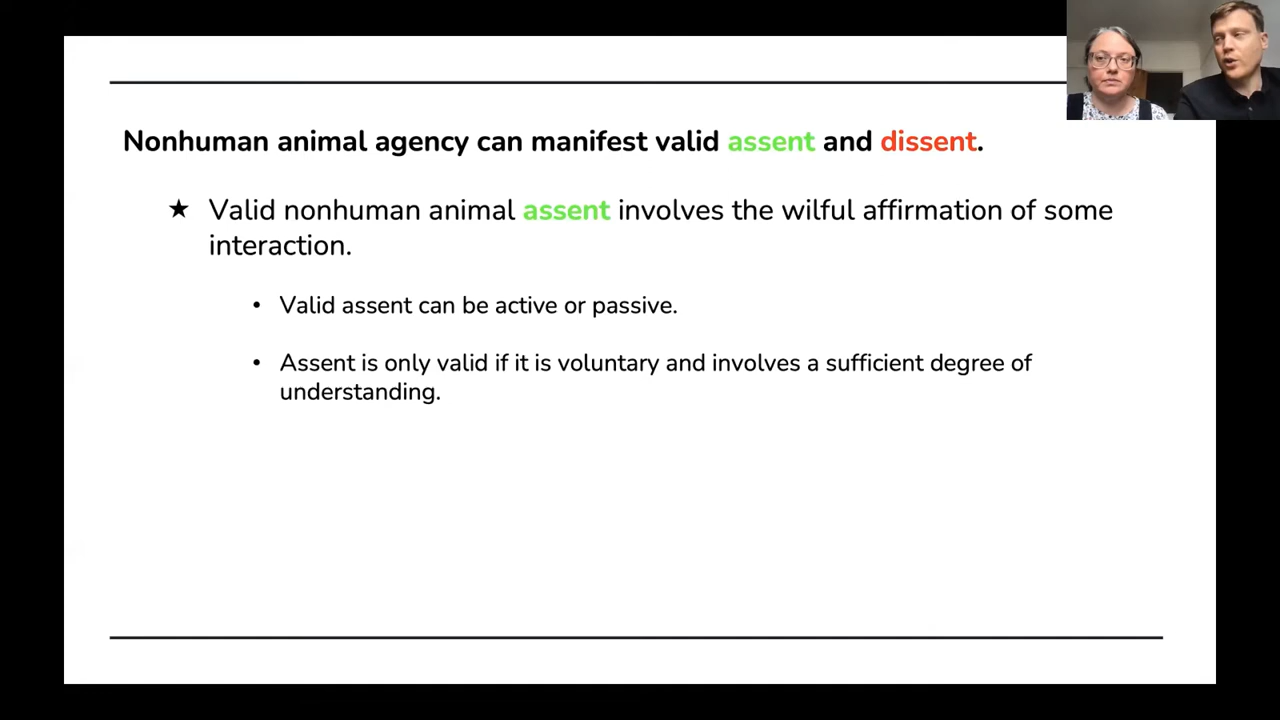 Nonhuman animal agency can manifest valid assent and dissent.
★ Valid nonhuman animal assent involves the wilful affirmation of some
interaction.
• Valid assent can be active or passive.
• Assent is only valid if it is voluntary and involves a sufficient degree of
understanding.